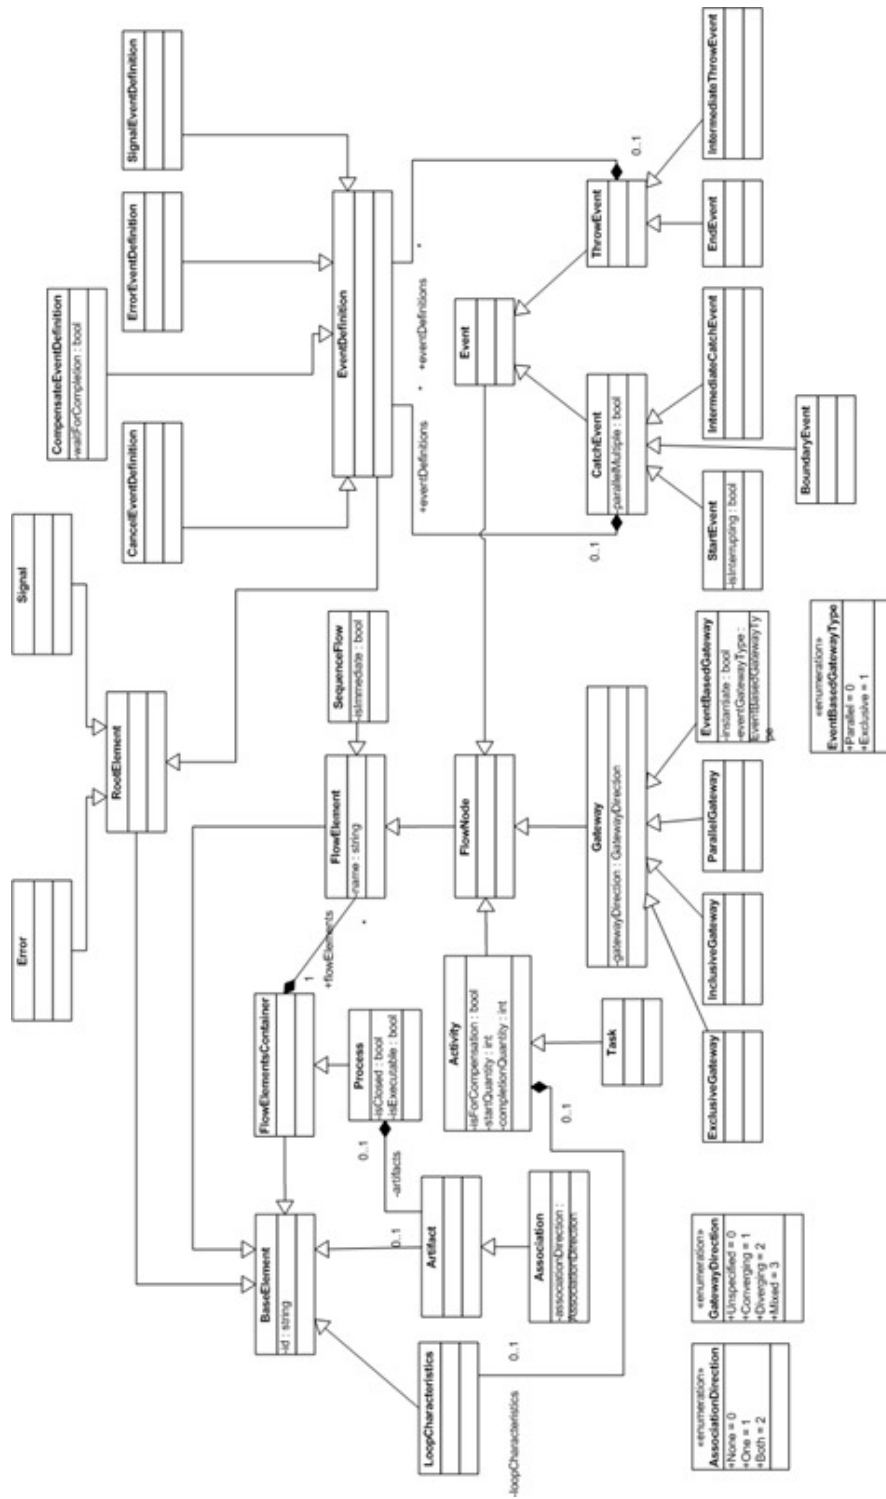 Error
Signal
RootElement
CancelEventDefinition
CompensateEventDefinition
-waitForCompletion : bool
ErrorEventDefinition
SignalEventDefinition
BaseElement
-id : string
FlowElementsContainer
1
+flowElements
*
FlowElement
-name : string
SequenceFlow
-isImmediate : bool
EventDefinition
+eventDefinitions
*
+eventDefinitions
*
Process
-isClosed : bool
-isExecutable : bool
0..1
-artifacts
0..1
LoopCharacteristics
Artifact
Activity
-isForCompensation : bool
-startQuantity : int
-completionQuantity : int
FlowNode
Event
-loopCharacteristics
0..1
0..1
Association
-associationDirection :
AssociationDirection
Task
Gateway
-gatewayDirection : GatewayDirection
0..1
CatchEvent
-parallelMultiple : bool
ThrowEvent
0..1
«enumeration»
AssociationDirection
+None = 0
+One = 1
+Both = 2
«enumeration»
GatewayDirection
+Unspecified = 0
+Converging = 1
+Diverging = 2
+Mixed = 3
ExclusiveGateway
InclusiveGateway
ParallelGateway
EventBasedGateway
-instantiate : bool
-eventGatewayType :
EventBasedGatewayTy
pe
StartEvent
-isInterrupting : bool
IntermediateCatchEvent
EndEvent
IntermediateThrowEvent
BoundaryEvent
«enumeration»
EventBasedGatewayType
+Parallel = 0
+Exclusive = 1